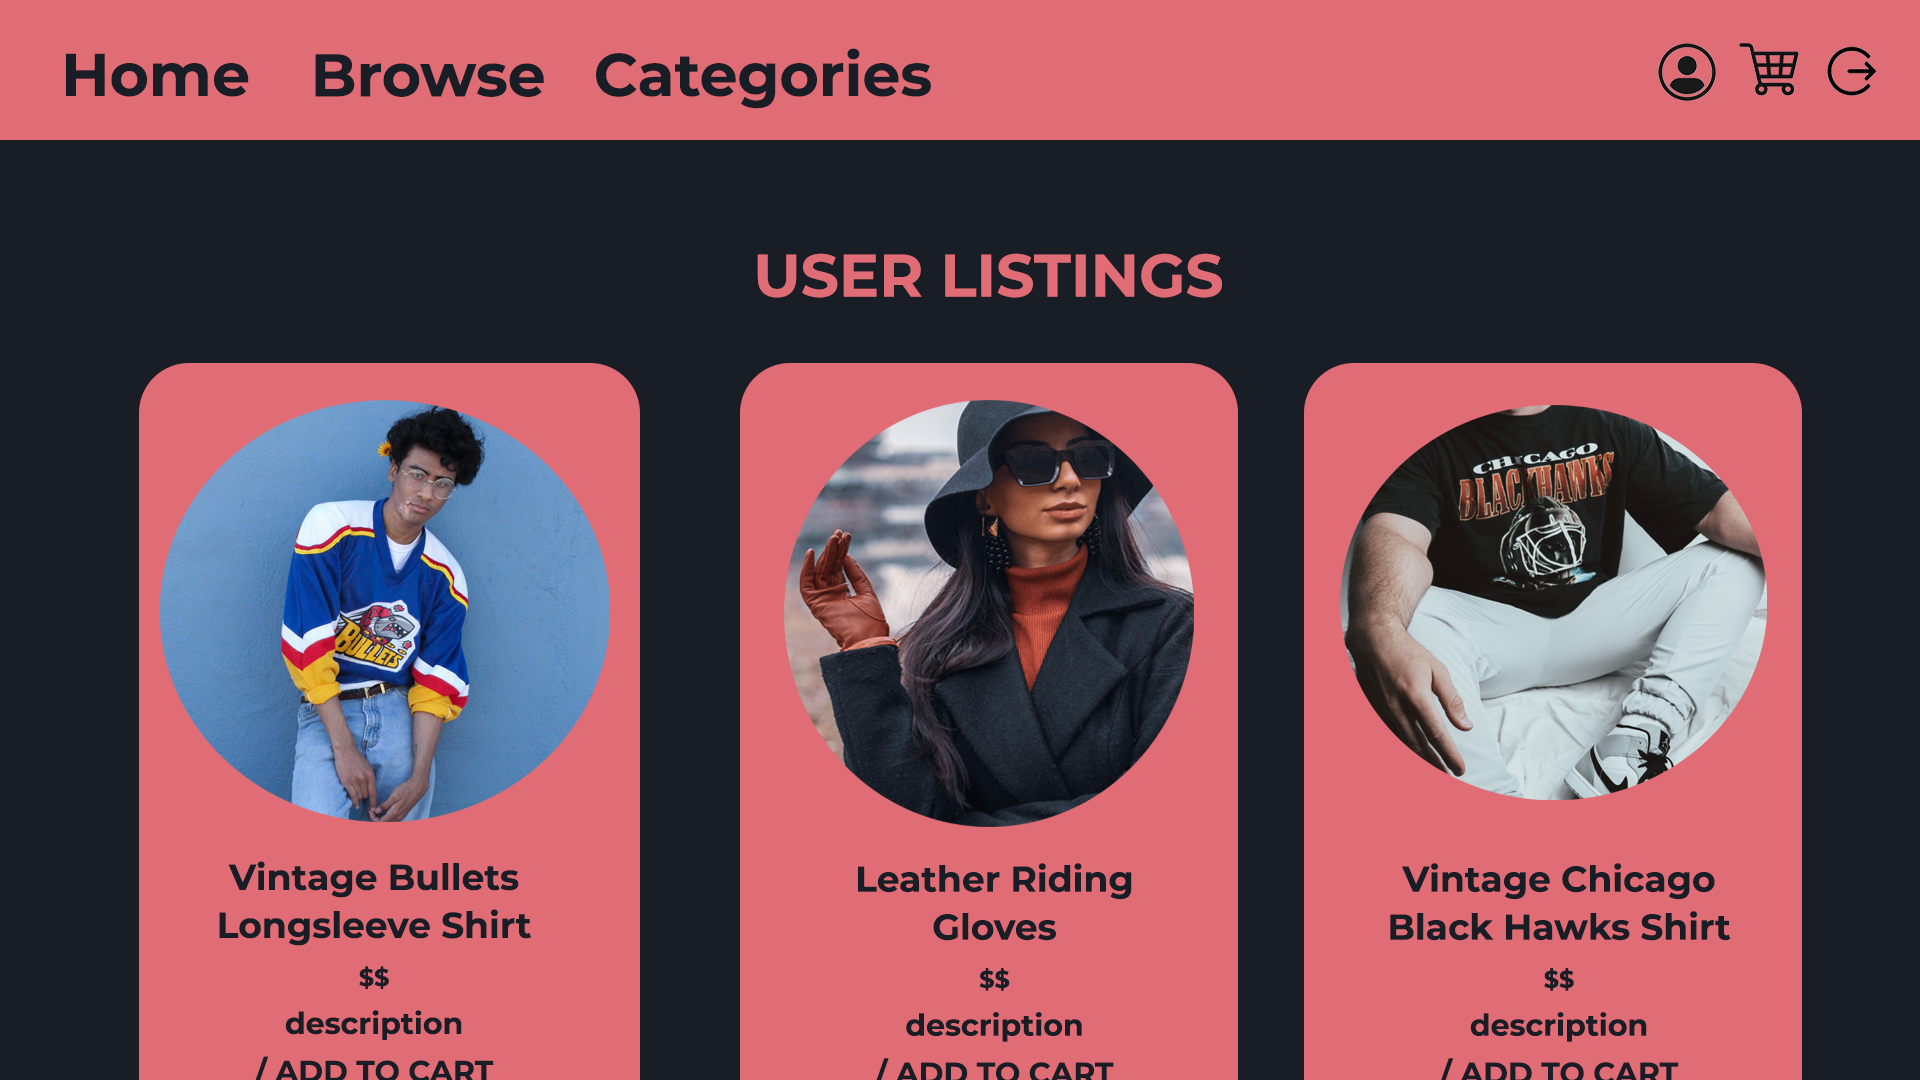 Home Browse Categories
USER LISTINGS
BULLETS
CHICAGO
BLACKHAWKS
Vintage Bullets
Longsleeve Shirt
$$
description
/ ADD TO CART
Leather Riding
Gloves
$$
description
/ ADD TO CART
Vintage Chicago
Black Hawks Shirt
$$
description
/ ADD TO CART